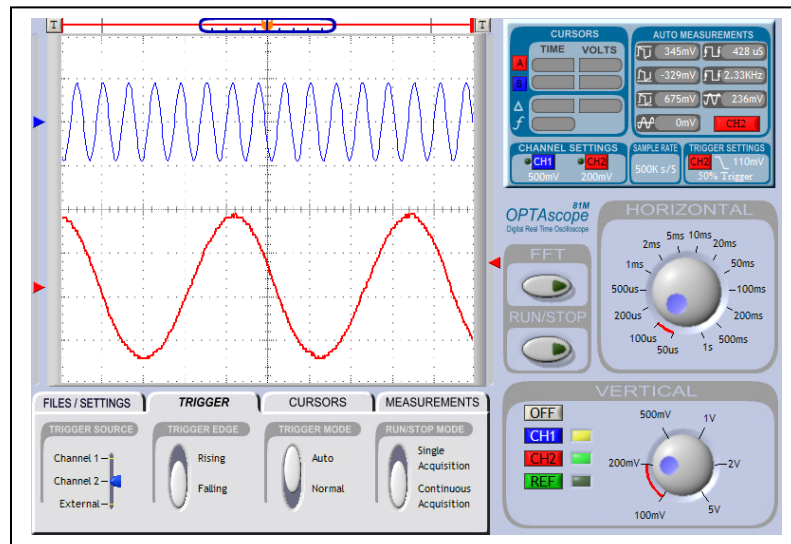 T
T
CURSORS
TIME VOLTS
A
B
Δ
f
AUTO MEASUREMENTS
345mV 428 uS
-329mV 2.33KHz
675mV 236mV
0mV CH2
CHANNEL SETTINGS
CH1 CH2
500mV 200mV
SAMPLE RATE
500K s/S
TRIGGER SETTINGS
CH2 110mV
50% Trigger
81M
OPTAscope
Digital Real Time Oscilloscope
FFT
RUN/STOP
HORIZONTAL
5ms 10ms
2ms 20ms
1ms 50ms
500us 100ms
200us 500ms
100us 1s
50us
FILES / SETTINGS TRIGGER CURSORS MEASUREMENTS
TRIGGER SOURCE
Channel 1
Channel 2
External
TRIGGER EDGE
Rising
Falling
TRIGGER MODE
Auto
Normal
RUN/STOP MODE
Single
Acquisition
Continuous
Acquisition
VERTICAL
OFF
CH1
CH2
REF
500mV 1V
200mV 2V
100mV 5V